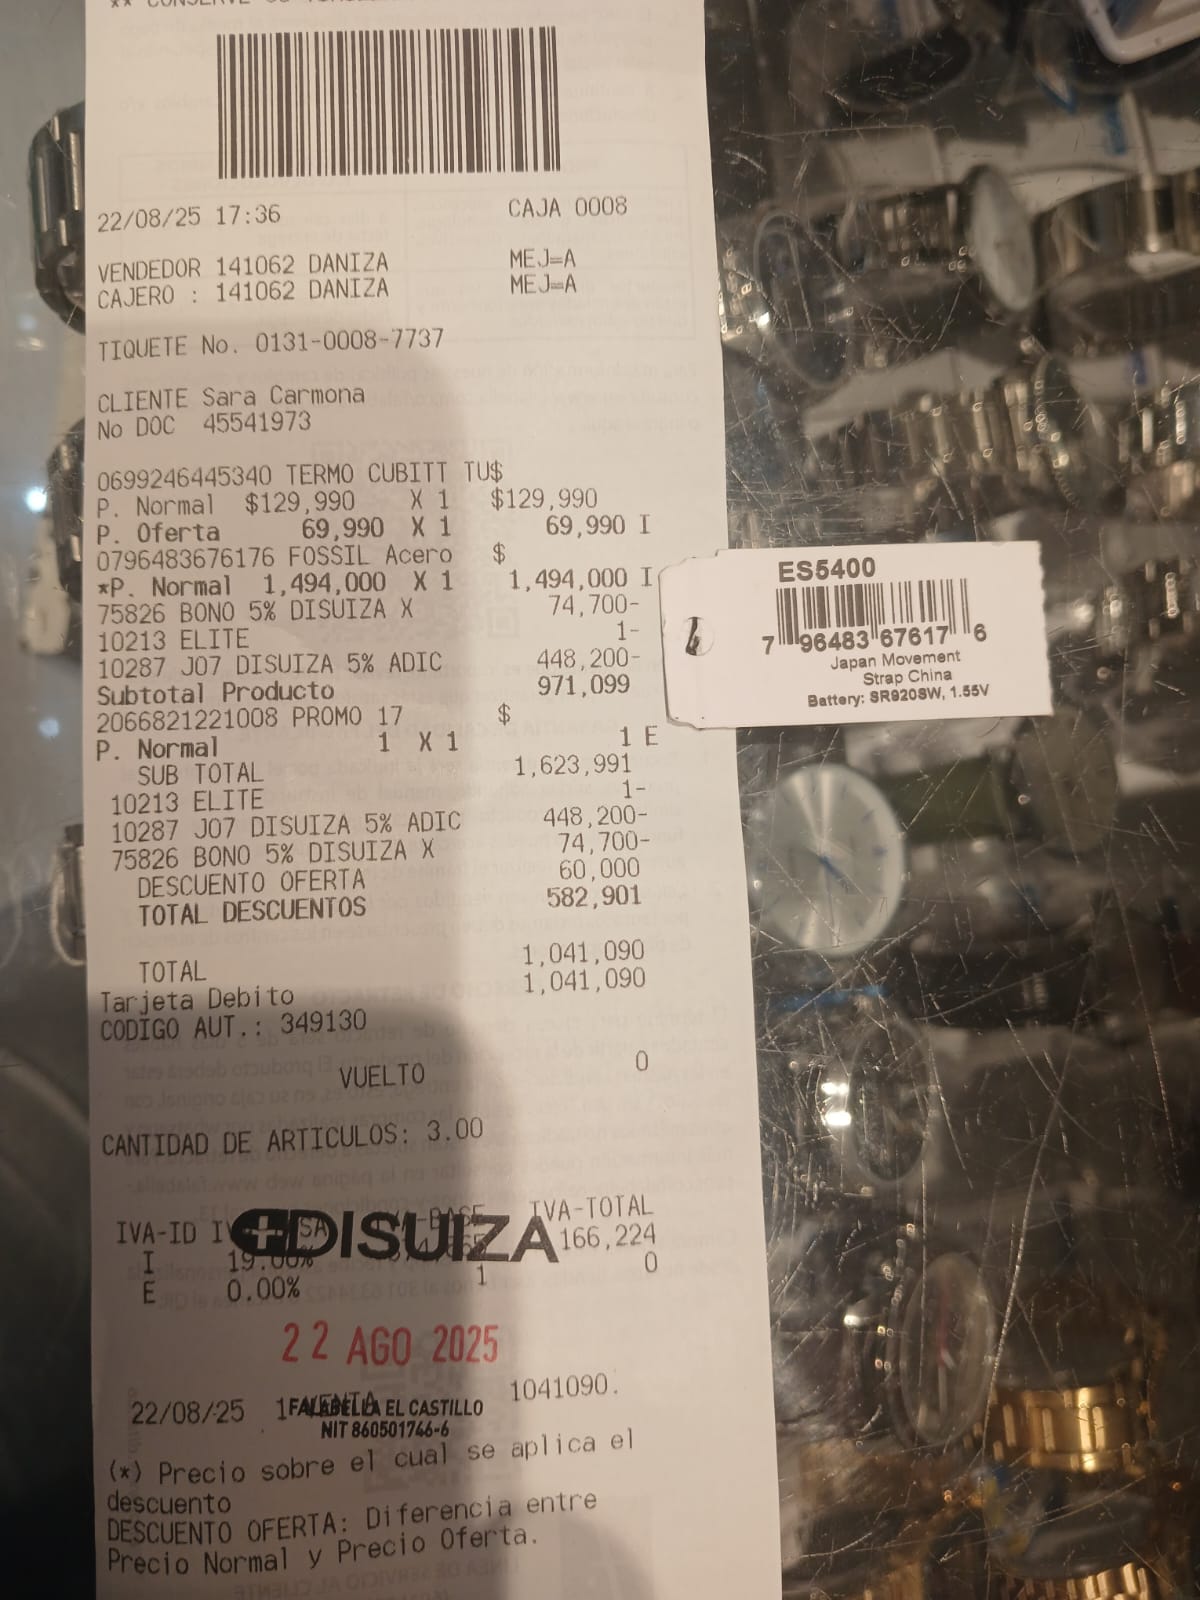 22/08/25 17:36 CAJA 0008
VENDEDOR 141062 DANIZA MEJ=A
CAJERO : 141062 DANIZA MEJ=A
TIQUETE No. 0131-0008-7737
CLIENTE Sara Carmona
No DOC 45541973
0699246445340 TERMO CUBITT TU$
P. Normal $129,990 X 1 $129,990
P. Oferta 69,990 X 1 69,990 I
0796483676176 FOSSIL Acero $
*P. Normal 1,494,000 X 1 1,494,000 I
75826 BONO 5% DISUIZA X 74,700-
10213 ELITE 1-
10287 J07 DISUIZA 5% ADIC 448,200-
Subtotal Producto 971,099
2066821221008 PROMO 17 $
P. Normal 1 X 1 1 E
SUB TOTAL 1,623,991
10213 ELITE 1-
10287 J07 DISUIZA 5% ADIC 448,200-
75826 BONO 5% DISUIZA X 74,700-
DESCUENTO OFERTA 60,000
TOTAL DESCUENTOS 582,901
TOTAL 1,041,090
Tarjeta Debito 1,041,090
CODIGO AUT.: 349130
VUELTO 0
CANTIDAD DE ARTICULOS: 3.00
IVA-ID IVA-TOTAL
DISUIZA
I 19.00% 166,224
E 0.00% 1 0
22 AGO 2025
22/08/25 VENTA 1041090.
FALABELLA EL CASTILLO
NIT 860501746-6
(*) Precio sobre el cual se aplica el
descuento
DESCUENTO OFERTA: Diferencia entre
Precio Normal y Precio Oferta.
ES5400
7 96483 67617 6
Japan Movement
Strap China
Battery: SR920SW, 1.55V